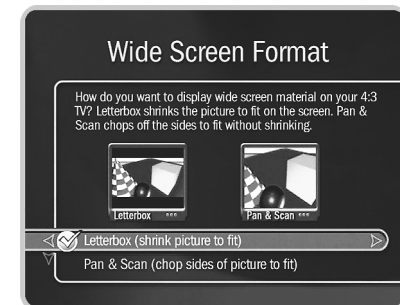 Wide Screen Format
How do you want to display wide screen material on your 4:3
TV? Letterbox shrinks the picture to fit on the screen. Pan &
Scan chops off the sides to fit without shrinking.
Letterbox
Pan & Scan
Letterbox (shrink picture to fit)
Pan & Scan (chop sides of picture to fit)